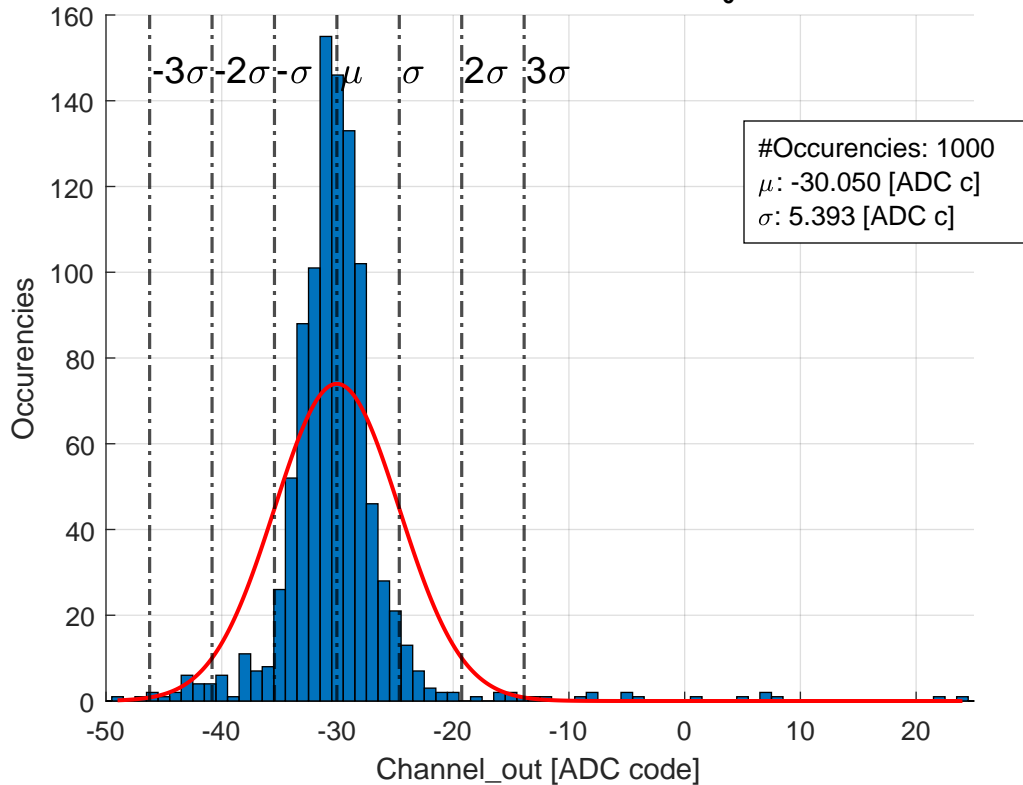 160
140
120
100
80
60
40
20
0
Occurencies
-3σ -2σ -σ μ σ 2σ 3σ
#Occurencies: 1000
μ: -30.050 [ADC c]
σ: 5.393 [ADC c]
-50 -40 -30 -20 -10 0 10 20
Channel_out [ADC code]